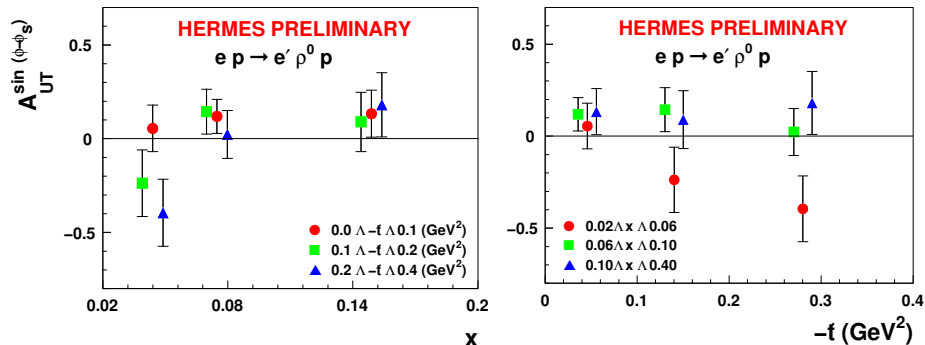 HERMES PRELIMINARY
e p → e′ ρ⁰ p
A_UT^sin (ϕ-ϕ_s)
0.5
0
-0.5
0.0 Λ -t́ Λ 0.1 (GeV²)
0.1 Λ -t́ Λ 0.2 (GeV²)
0.2 Λ -t́ Λ 0.4 (GeV²)
0.02 0.08 0.14 0.2
x
HERMES PRELIMINARY
e p → e′ ρ⁰ p
0.5
0
-0.5
0.02Λ x Λ 0.06
0.06Λ x Λ 0.10
0.10Λ x Λ 0.40
0 0.1 0.2 0.3 0.4
-t́ (GeV²)